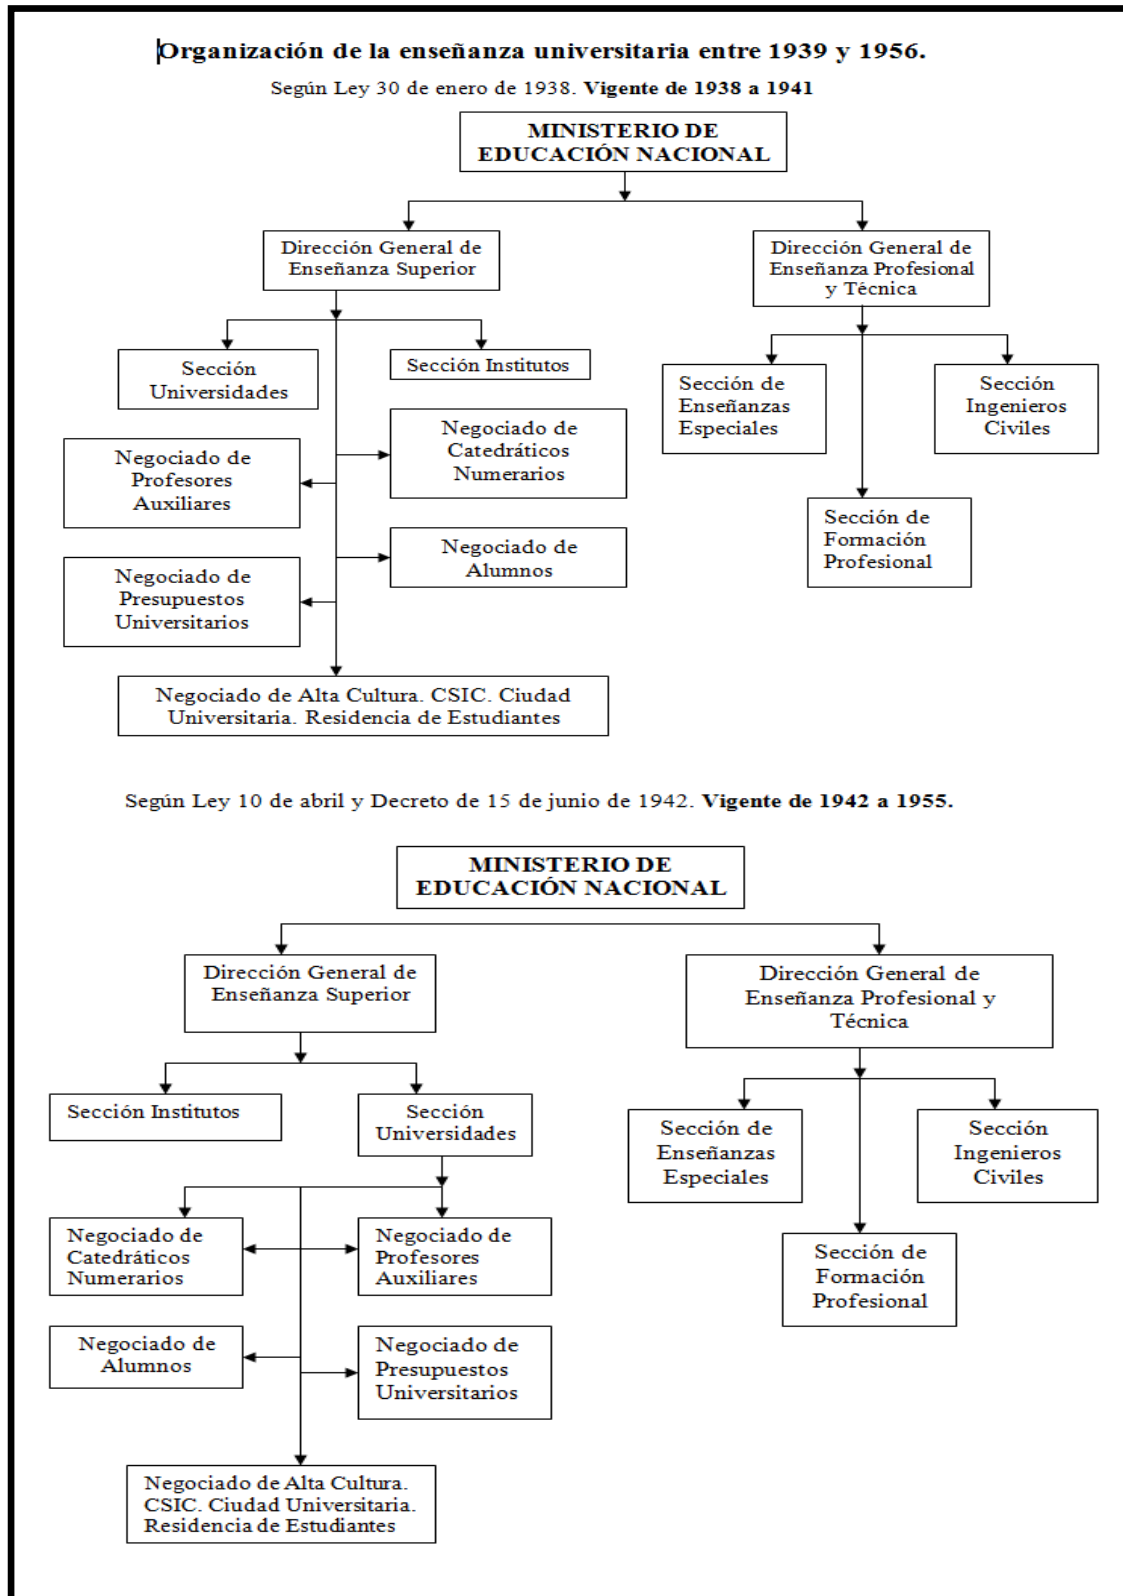 Organización de la enseñanza universitaria entre 1939 y 1956.
Según Ley 30 de enero de 1938. Vigente de 1938 a 1941
MINISTERIO DE
EDUCACIÓN NACIONAL
Dirección General de
Enseñanza Superior
Dirección General de
Enseñanza Profesional
y Técnica
Sección
Universidades
Sección Institutos
Sección de
Enseñanzas
Especiales
Sección
Ingenieros
Civiles
Negociado de
Profesores
Auxiliares
Negociado de
Catedráticos
Numerarios
Sección de
Formación
Profesional
Negociado de
Presupuestos
Universitarios
Negociado de
Alumnos
Negociado de Alta Cultura. CSIC. Ciudad
Universitaria. Residencia de Estudiantes
Según Ley 10 de abril y Decreto de 15 de junio de 1942. Vigente de 1942 a 1955.
MINISTERIO DE
EDUCACIÓN NACIONAL
Dirección General de
Enseñanza Superior
Dirección General de
Enseñanza Profesional y
Técnica
Sección Institutos
Sección
Universidades
Sección de
Enseñanzas
Especiales
Sección
Ingenieros
Civiles
Negociado de
Catedráticos
Numerarios
Negociado de
Profesores
Auxiliares
Sección de
Formación
Profesional
Negociado de
Alumnos
Negociado de
Presupuestos
Universitarios
Negociado de Alta Cultura.
CSIC. Ciudad Universitaria.
Residencia de Estudiantes